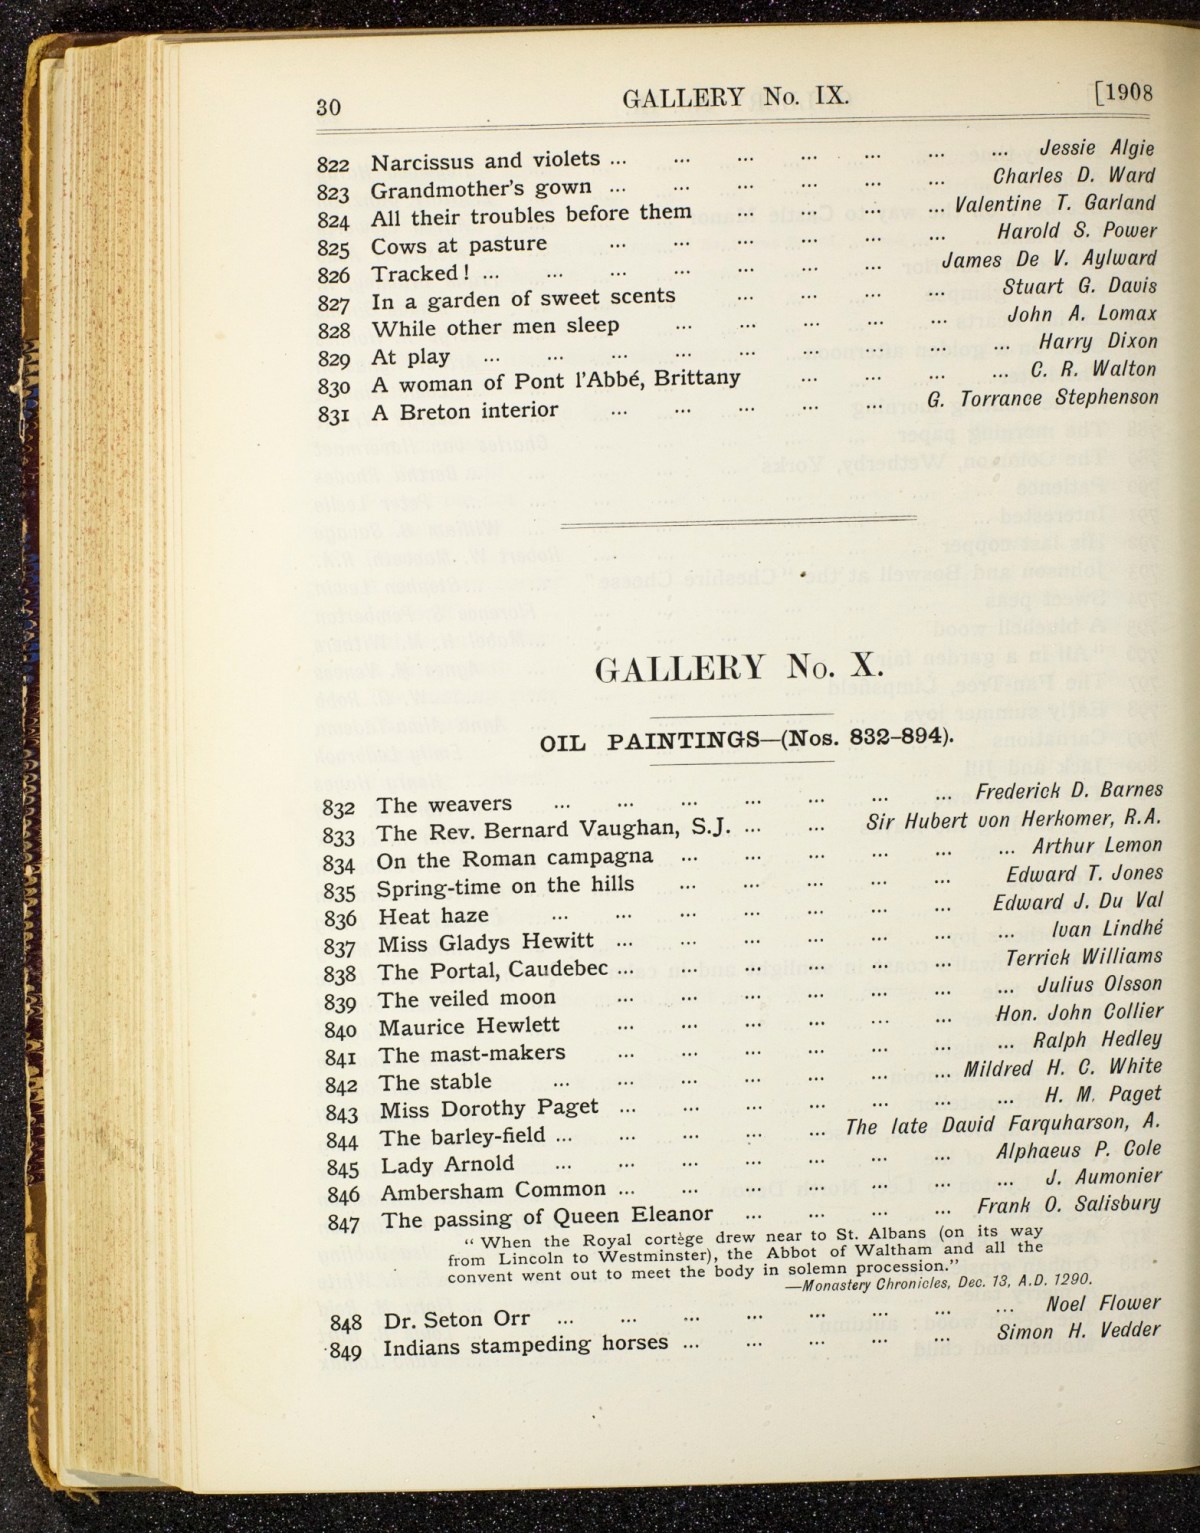 30 GALLERY No. IX. [1908
822 Narcissus and violets ... ... ... ... ... ... ... Jessie Algie
823 Grandmother's gown ... ... ... ... ... ... Charles D. Ward
824 All their troubles before them ... ... ... ... Valentine T. Garland
825 Cows at pasture ... ... ... ... ... ... Harold S. Power
826 Tracked! ... ... ... ... ... ... ... James De V. Aylward
827 In a garden of sweet scents ... ... ... ... Stuart G. Davis
828 While other men sleep ... ... ... ... ... John A. Lomax
829 At play ... ... ... ... ... ... ... ... ... Harry Dixon
830 A woman of Pont l'Abbé, Brittany ... ... ... ... C. R. Walton
831 A Breton interior ... ... ... ... ... G. Torrance Stephenson
GALLERY No. X.
OIL PAINTINGS—(Nos. 832-894).
832 The weavers ... ... ... ... ... ... ... Frederick D. Barnes
833 The Rev. Bernard Vaughan, S.J. ... ... Sir Hubert von Herkomer, R.A.
834 On the Roman campagna ... ... ... ... ... ... Arthur Lemon
835 Spring-time on the hills ... ... ... ... ... Edward T. Jones
836 Heat haze ... ... ... ... ... ... ... Edward J. Du Val
837 Miss Gladys Hewitt ... ... ... ... ... ... ... Ivan Lindhé
838 The Portal, Caudebec ... ... ... ... ... ... Terrick Williams
839 The veiled moon ... ... ... ... ... ... ... Julius Olsson
840 Maurice Hewlett ... ... ... ... ... ... Hon. John Collier
841 The mast-makers ... ... ... ... ... ... ... Ralph Hedley
842 The stable ... ... ... ... ... ... ... Mildred H. C. White
843 Miss Dorothy Paget ... ... ... ... ... ... ... H. M. Paget
844 The barley-field ... ... ... ... ... The late David Farquharson, A.
845 Lady Arnold ... ... ... ... ... ... ... Alphaeus P. Cole
846 Ambersham Common ... ... ... ... ... ... ... J. Aumonier
847 The passing of Queen Eleanor ... ... ... ... Frank O. Salisbury
" When the Royal cortège drew near to St. Albans (on its way
from Lincoln to Westminster), the Abbot of Waltham and all the
convent went out to meet the body in solemn procession."
—Monastery Chronicles, Dec. 13, A.D. 1290.
848 Dr. Seton Orr ... ... ... ... ... ... ... ... Noel Flower
849 Indians stampeding horses ... ... ... ... ... Simon H. Vedder